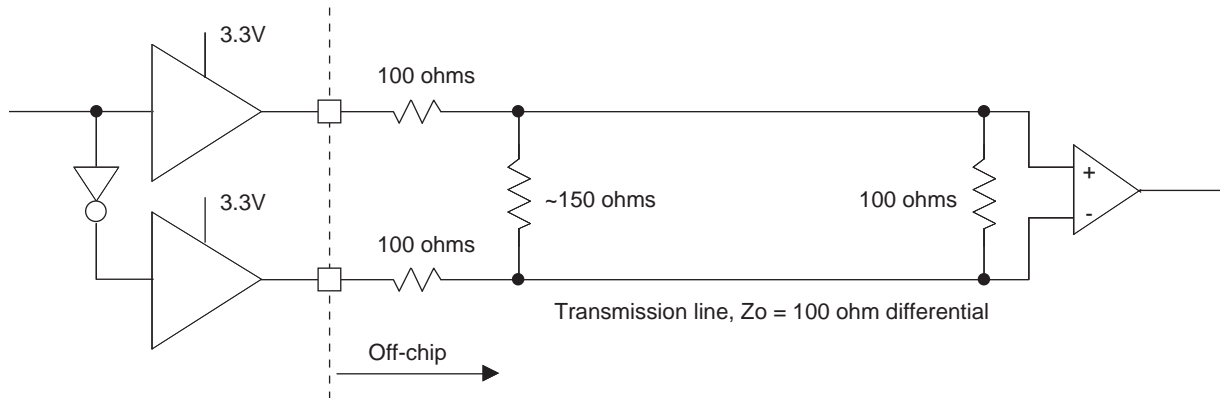 3.3V
100 ohms
3.3V
~150 ohms
100 ohms
+
-
100 ohms
Transmission line, Zo = 100 ohm differential
Off-chip